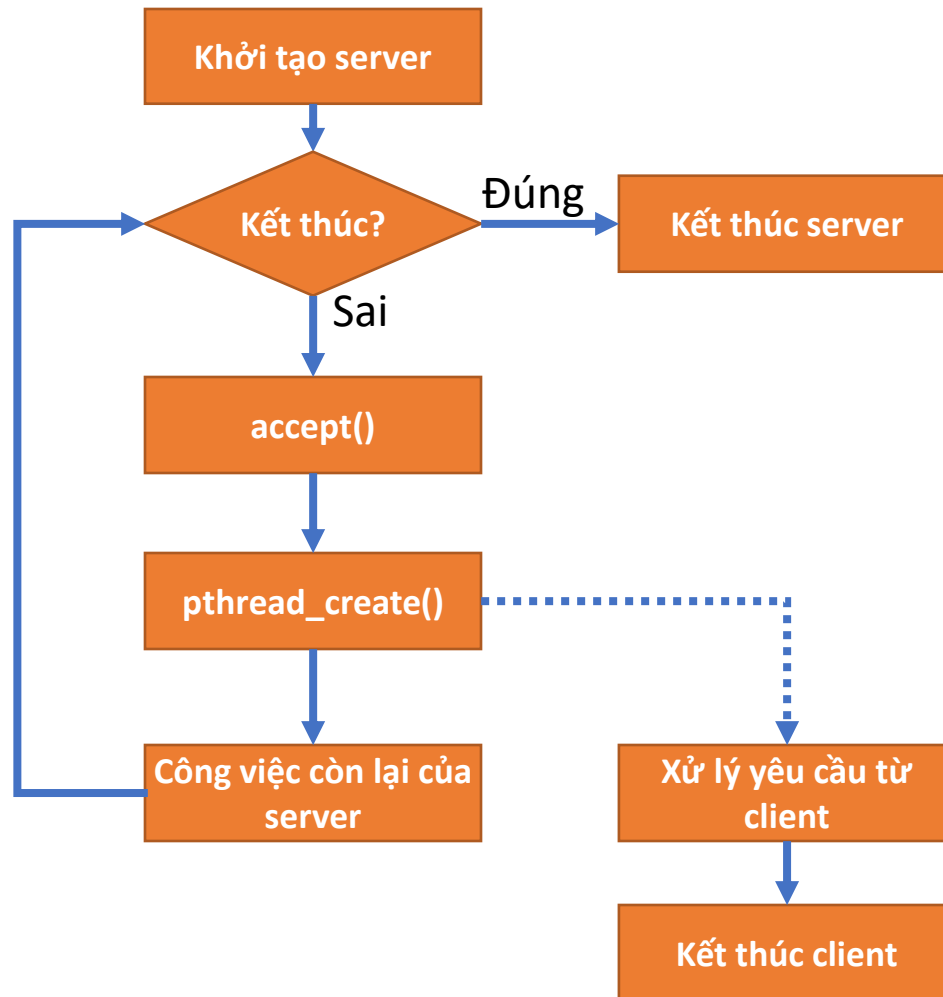 Khởi tạo server
Kết thúc?
Đúng
Kết thúc server
Sai
accept()
pthread_create()
Công việc còn lại của
server
Xử lý yêu cầu từ
client
Kết thúc client